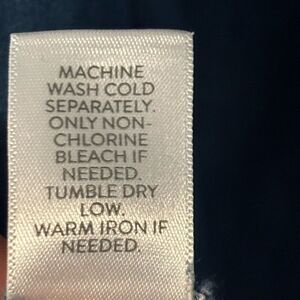 MACHINE
WASH COLD
SEPARATELY.
ONLY NON-
CHLORINE
BLEACH IF
NEEDED.
TUMBLE DRY
LOW.
WARM IRON IF
NEEDED.